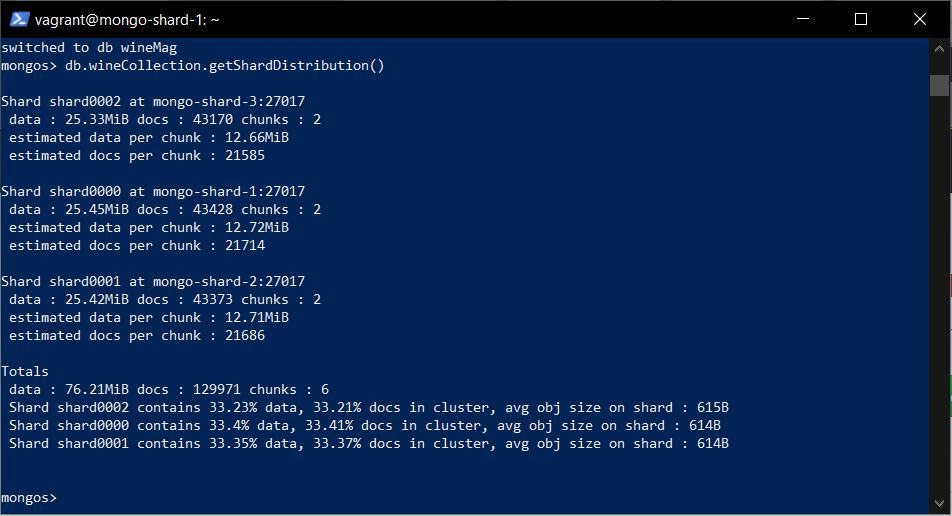 vagrant@mongo-shard-1: ~
switched to db wineMag
mongos> db.wineCollection.getShardDistribution()
Shard shard0002 at mongo-shard-3:27017
data : 25.33MiB docs : 43170 chunks : 2
estimated data per chunk : 12.66MiB
estimated docs per chunk : 21585
Shard shard0000 at mongo-shard-1:27017
data : 25.45MiB docs : 43428 chunks : 2
estimated data per chunk : 12.72MiB
estimated docs per chunk : 21714
Shard shard0001 at mongo-shard-2:27017
data : 25.42MiB docs : 43373 chunks : 2
estimated data per chunk : 12.71MiB
estimated docs per chunk : 21686
Totals
data : 76.21MiB docs : 129971 chunks : 6
Shard shard0002 contains 33.23% data, 33.21% docs in cluster, avg obj size on shard : 615B
Shard shard0000 contains 33.4% data, 33.41% docs in cluster, avg obj size on shard : 614B
Shard shard0001 contains 33.35% data, 33.37% docs in cluster, avg obj size on shard : 614B
mongos>